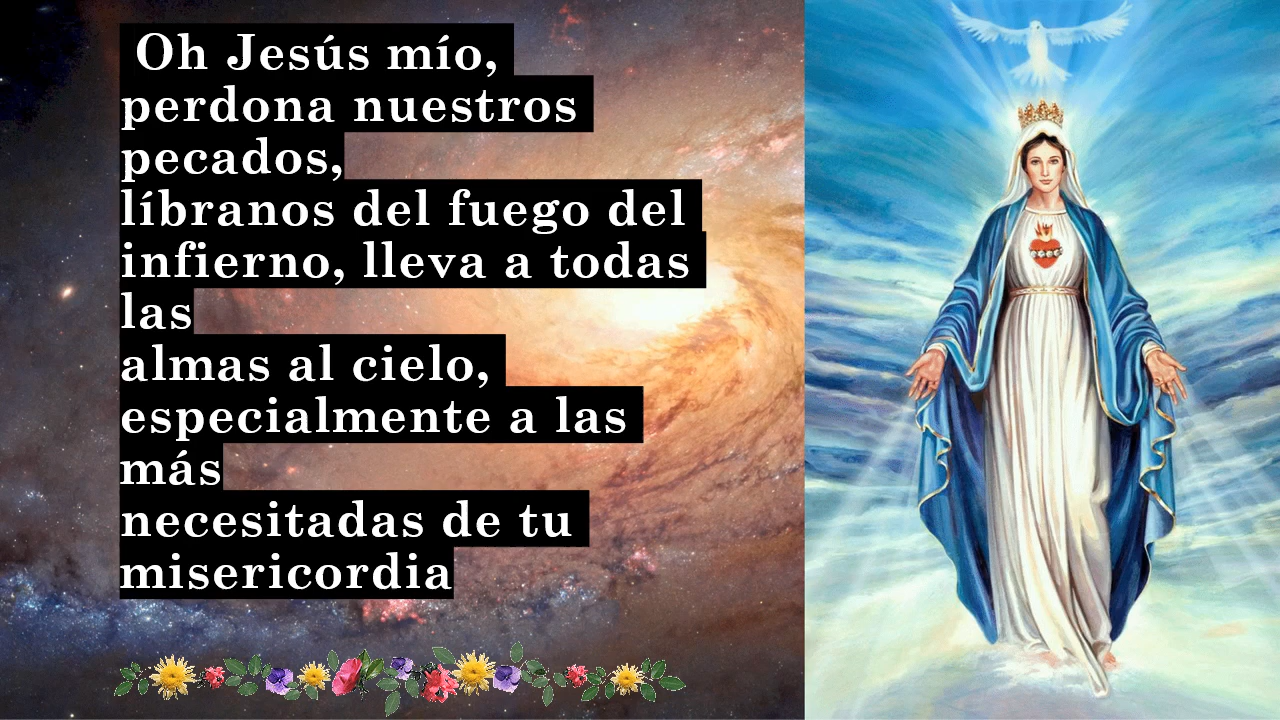 Oh Jesús mío,
perdona nuestros
pecados,
líbranos del fuego del
infierno, lleva a todas
las
almas al cielo,
especialmente a las
más
necesitadas de tu
misericordia